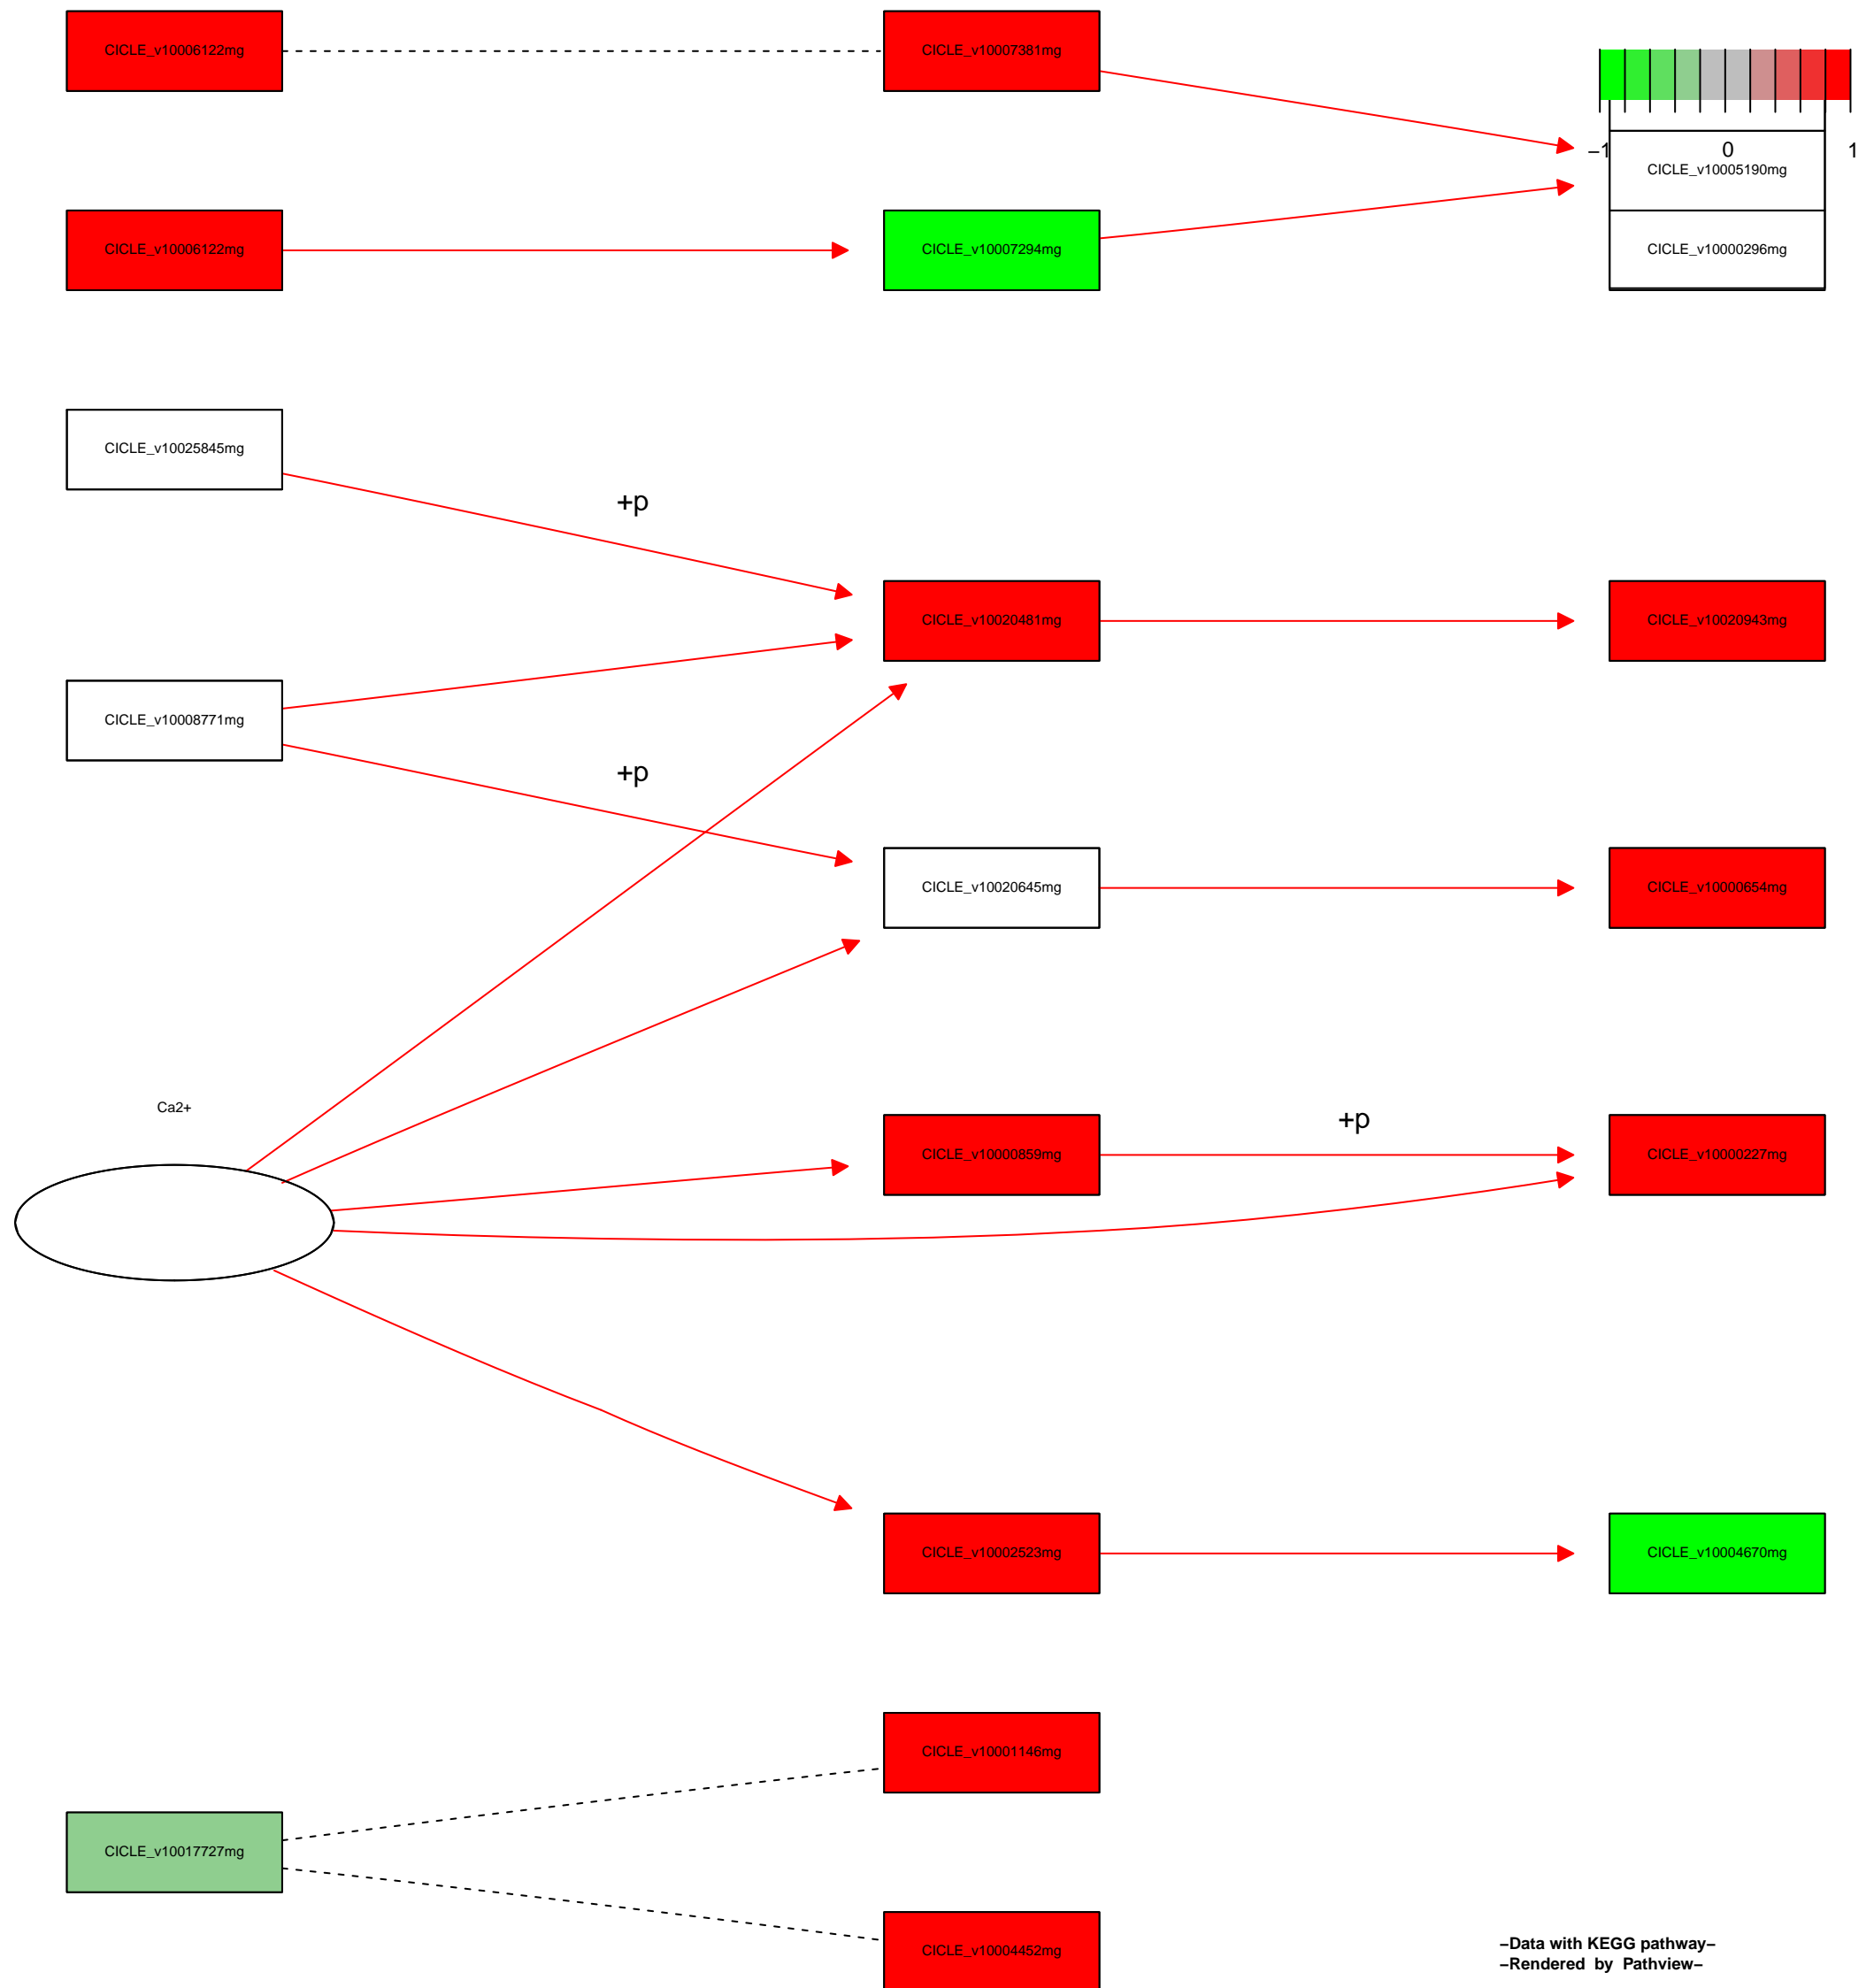 CICLE_v10006122mg
CICLE_v10007381mg
–1
0
1
CICLE_v10005190mg
CICLE_v10006122mg
CICLE_v10007294mg
CICLE_v10000296mg
CICLE_v10025845mg
+p
CICLE_v10020481mg
CICLE_v10020943mg
CICLE_v10008771mg
+p
CICLE_v10020645mg
CICLE_v10000654mg
Ca2+
+p
CICLE_v10000859mg
CICLE_v10000227mg
CICLE_v10002523mg
CICLE_v10004670mg
CICLE_v10001146mg
CICLE_v10017727mg
CICLE_v10004452mg
–Data with KEGG pathway–
–Rendered by Pathview–